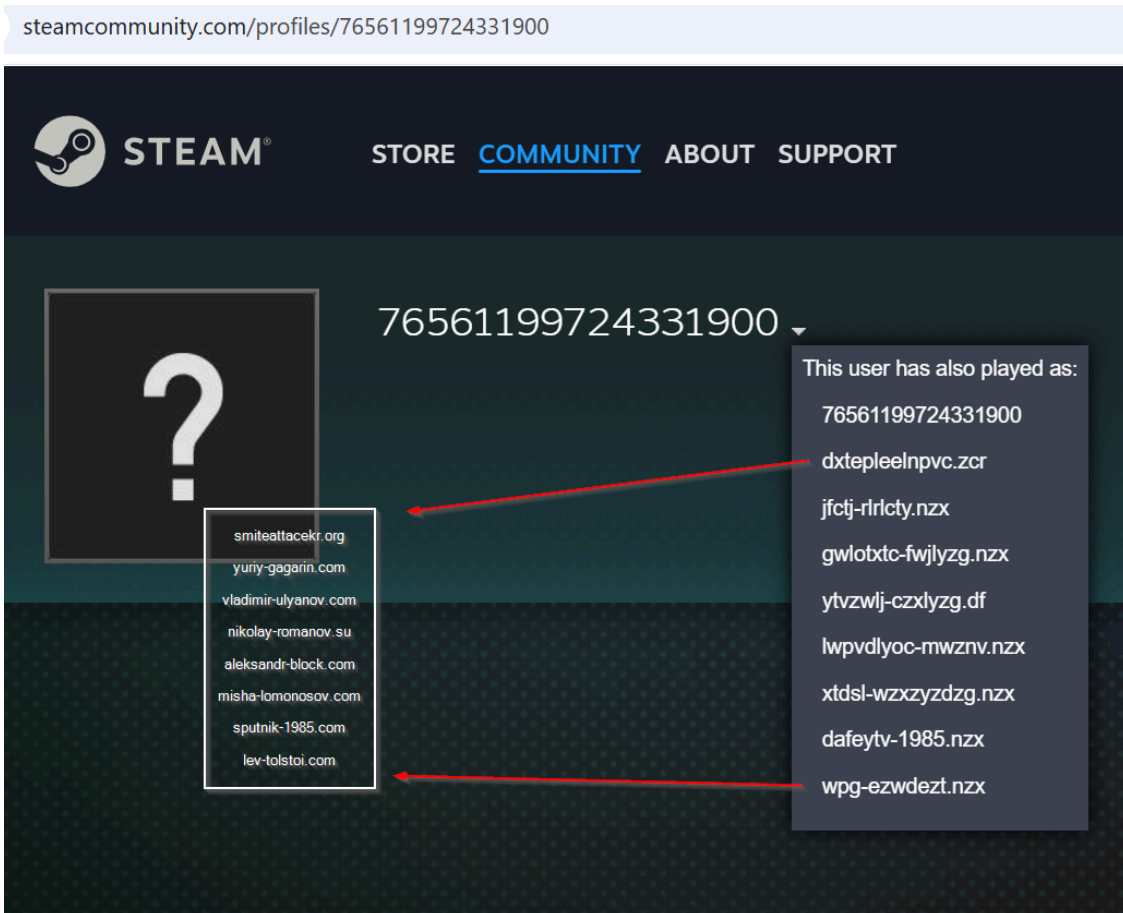 steamcommunity.com/profiles/76561199724331900
STEAM®
STORE COMMUNITY ABOUT SUPPORT
76561199724331900
This user has also played as:
76561199724331900
dxtepleelnpvc.zcr
jfctj-rlrlcty.nzx
gwlotxtc-fwjlyzg.nzx
ytvzwlj-czxlyzg.df
lwpvdlyoc-mwznv.nzx
xtdsl-wzxzyzdzg.nzx
dafeytv-1985.nzx
wpg-ezwdezt.nzx
smiteattacekr.org
yuriy-gagarin.com
vladimir-ulyanov.com
nikolay-romanov.su
aleksandr-block.com
misha-lomonosov.com
sputnik-1985.com
lev-tolstoi.com